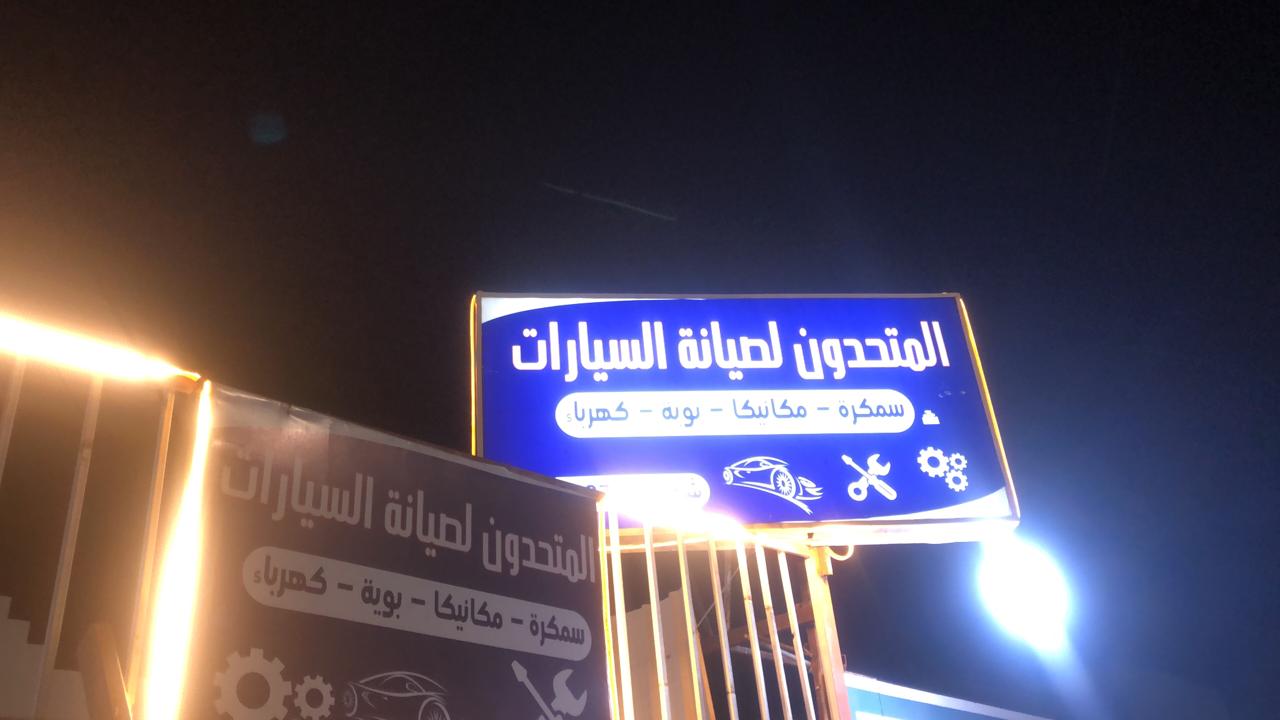 المتحدون لصيانة السيارات
سمكرة - مكانيكا - بوية - كهرباء
المتحدون لصيانة السيارات
سمكرة - مكانيكا - بوية - كهرباء